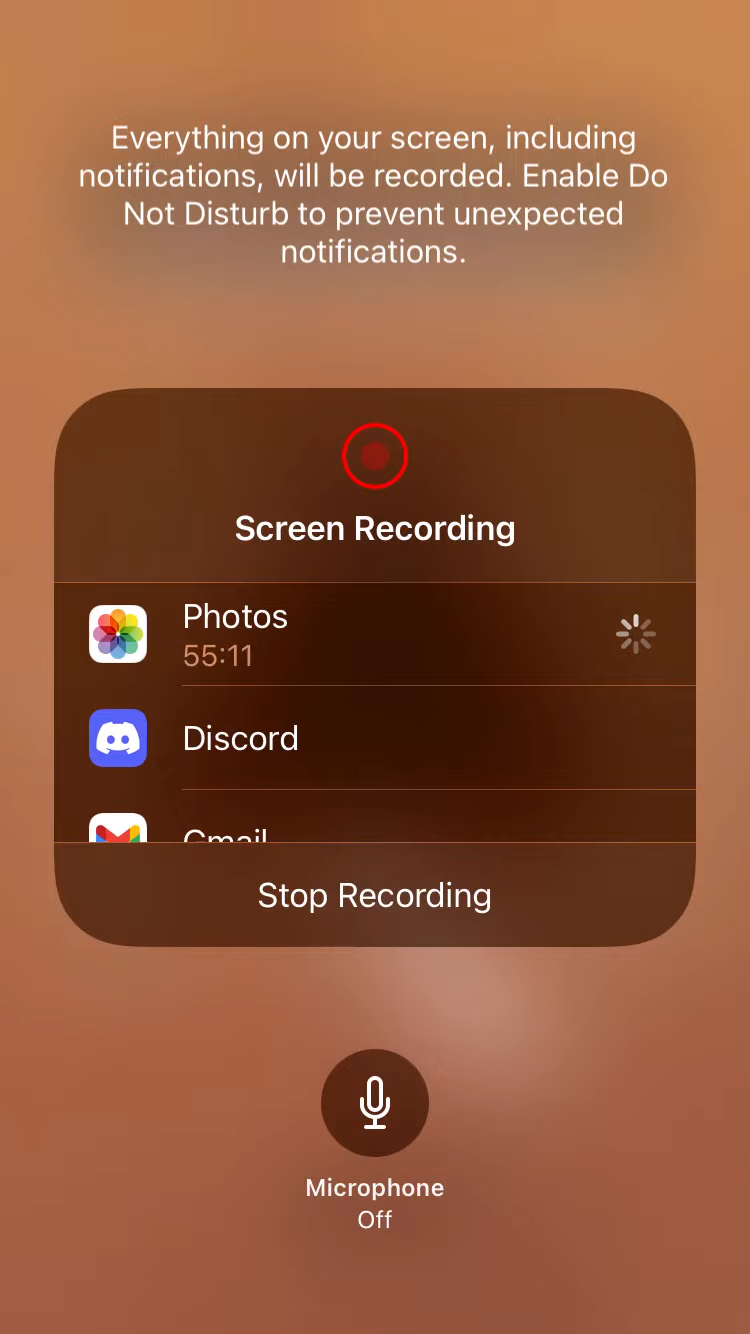 Everything on your screen, including
notifications, will be recorded. Enable Do
Not Disturb to prevent unexpected
notifications.
Screen Recording
Photos
55:11
Discord
Gmail
Stop Recording
Microphone
Off